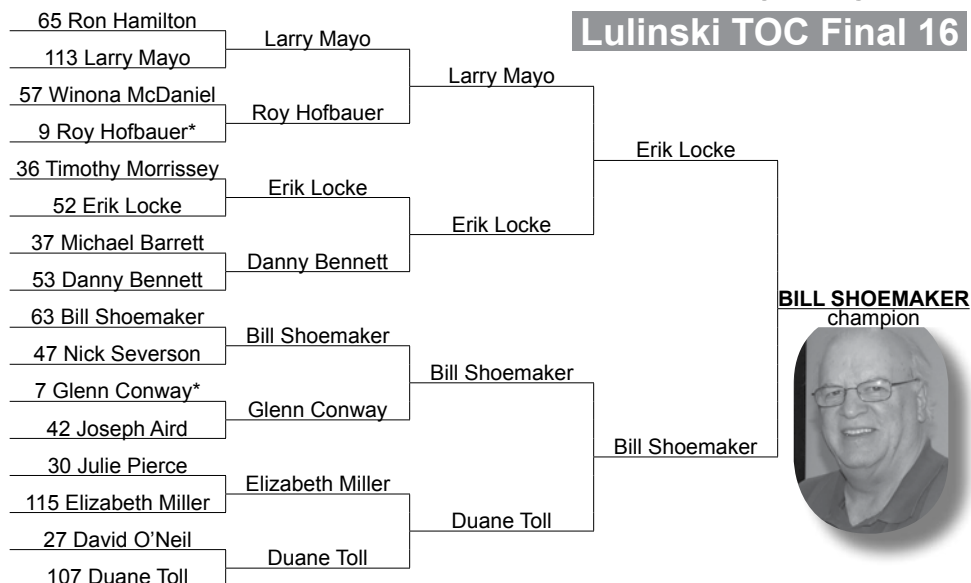 Lulinski TOC Final 16
65 Ron Hamilton
113 Larry Mayo
57 Winona McDaniel
9 Roy Hofbauer*
36 Timothy Morrissey
52 Erik Locke
37 Michael Barrett
53 Danny Bennett
63 Bill Shoemaker
47 Nick Severson
7 Glenn Conway*
42 Joseph Aird
30 Julie Pierce
115 Elizabeth Miller
27 David O’Neil
107 Duane Toll
Larry Mayo
Roy Hofbauer
Erik Locke
Danny Bennett
Bill Shoemaker
Glenn Conway
Elizabeth Miller
Duane Toll
Larry Mayo
Erik Locke
Bill Shoemaker
Duane Toll
Erik Locke
Bill Shoemaker
BILL SHOEMAKER
champion